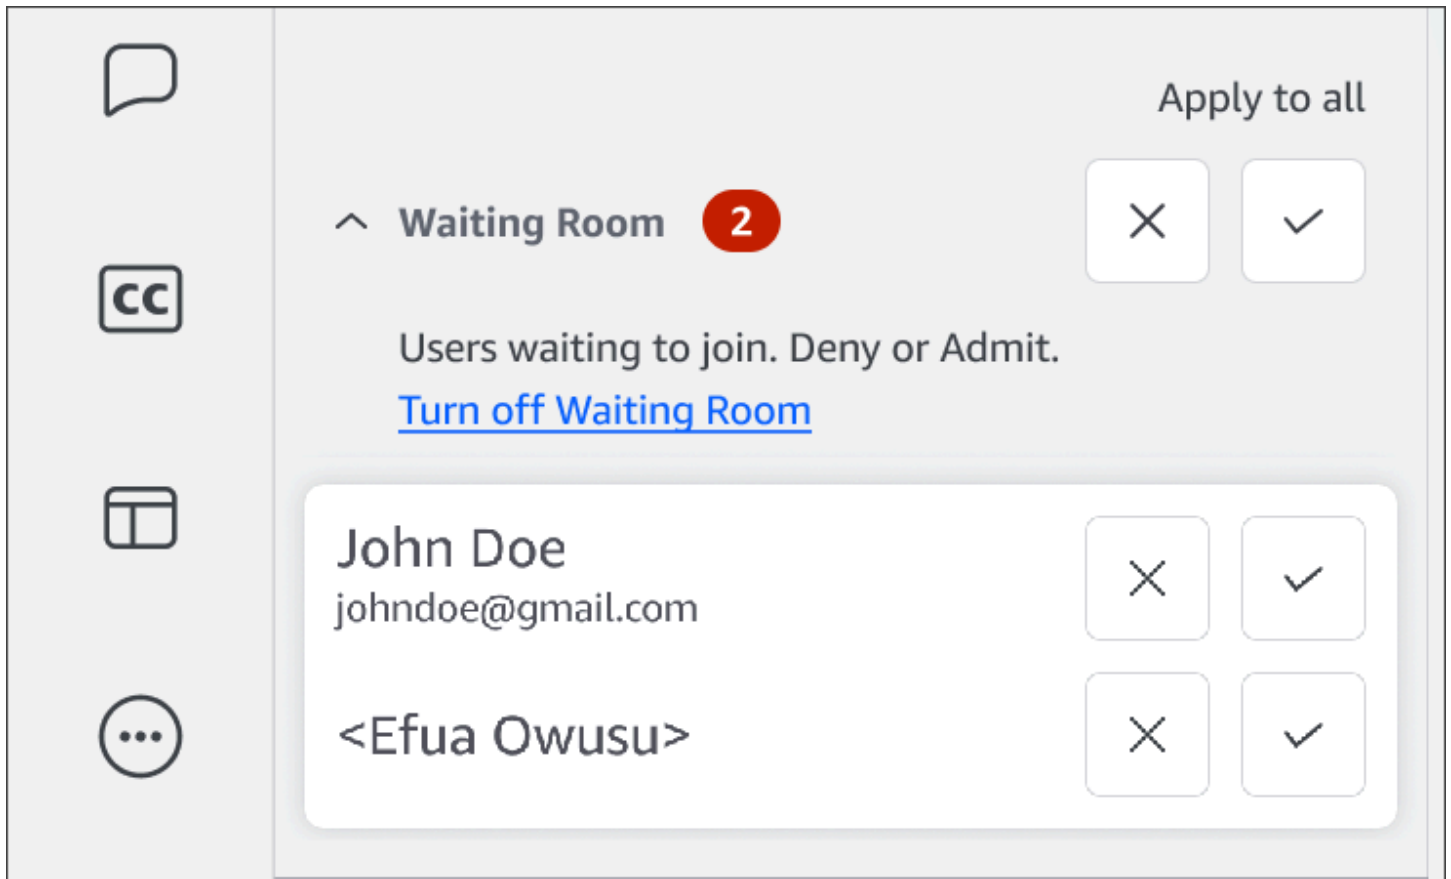 Apply to all
Waiting Room 2
Users waiting to join. Deny or Admit.
Turn off Waiting Room
CC
John Doe
johndoe@gmail.com
<Efua Owusu>